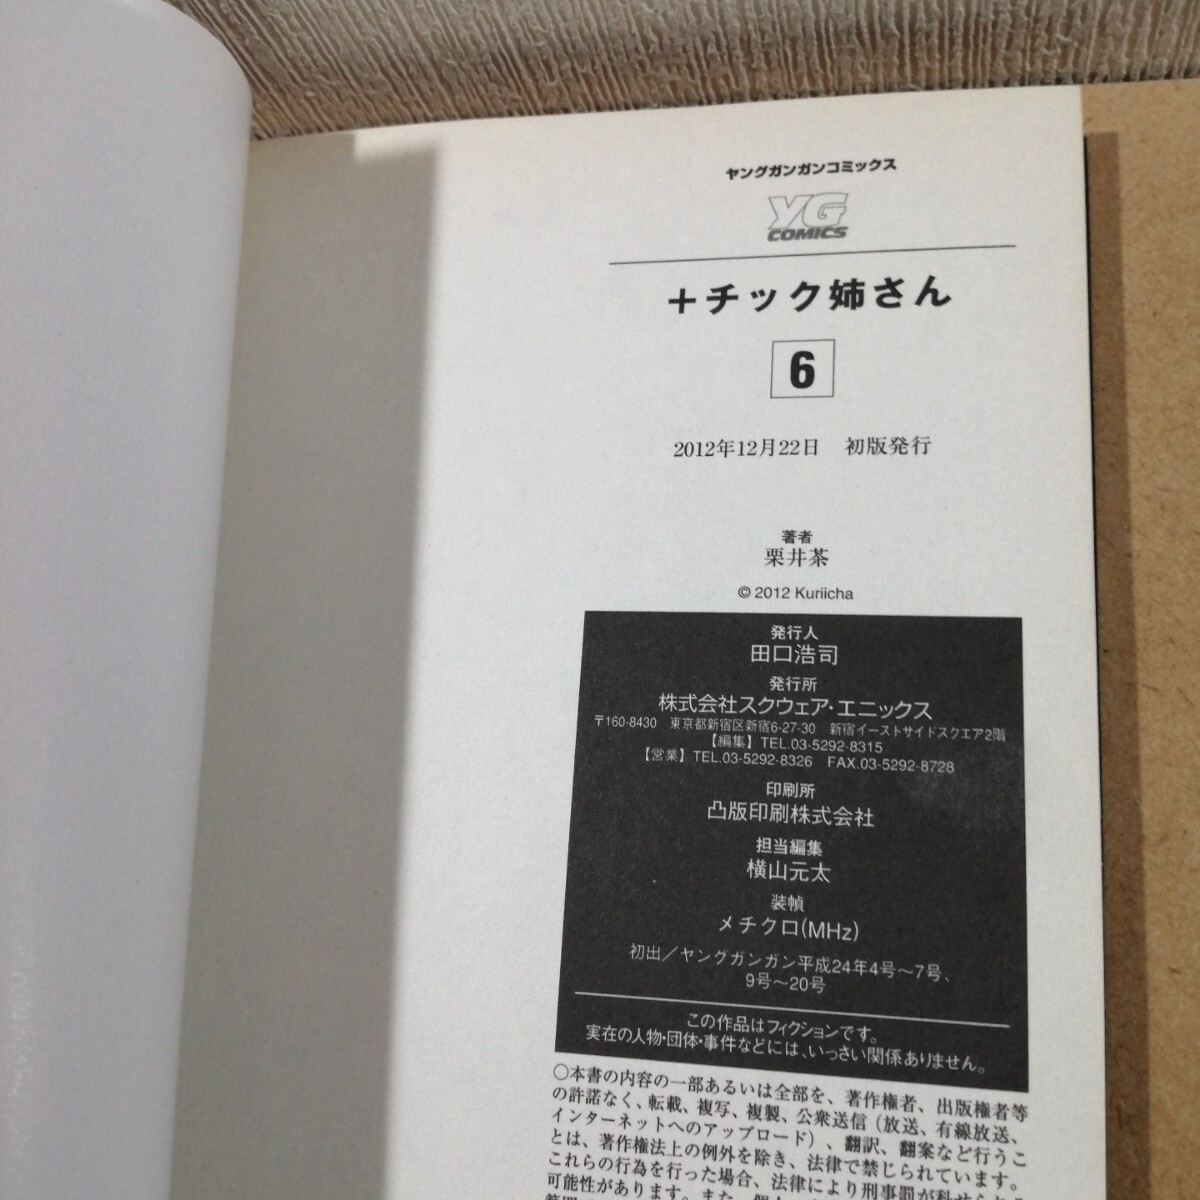 ヤングガンガンコミックス
YG
COMICS
＋チック姉さん
6
2012年12月22日　初版発行
著者
栗井茶
© 2012 Kuriicha
発行人
田口浩司
発行所
株式会社スクウェア・エニックス
〒160-8430　東京都新宿区新宿6-27-30　新宿イーストサイドスクエア2階
【編集】TEL.03-5292-8315
【営業】TEL.03-5292-8326　FAX.03-5292-8728
印刷所
凸版印刷株式会社
担当編集
横山元太
装幀
メチクロ(MHz)
初出／ヤングガンガン平成24年4号〜7号、
9号〜20号
この作品はフィクションです。
実在の人物・団体・事件などには、いっさい関係ありません。
○本書の内容の一部あるいは全部を、著作権者、出版権者等
の許諾なく、転載、複写、複製、公衆送信（放送、有線放送、
インターネットへのアップロード）、翻訳、翻案など行うこ
とは、著作権法上の例外を除き、法律で禁じられています。
これらの行為を行った場合、法律により刑事罰が科せられる
可能性があります。また、個人